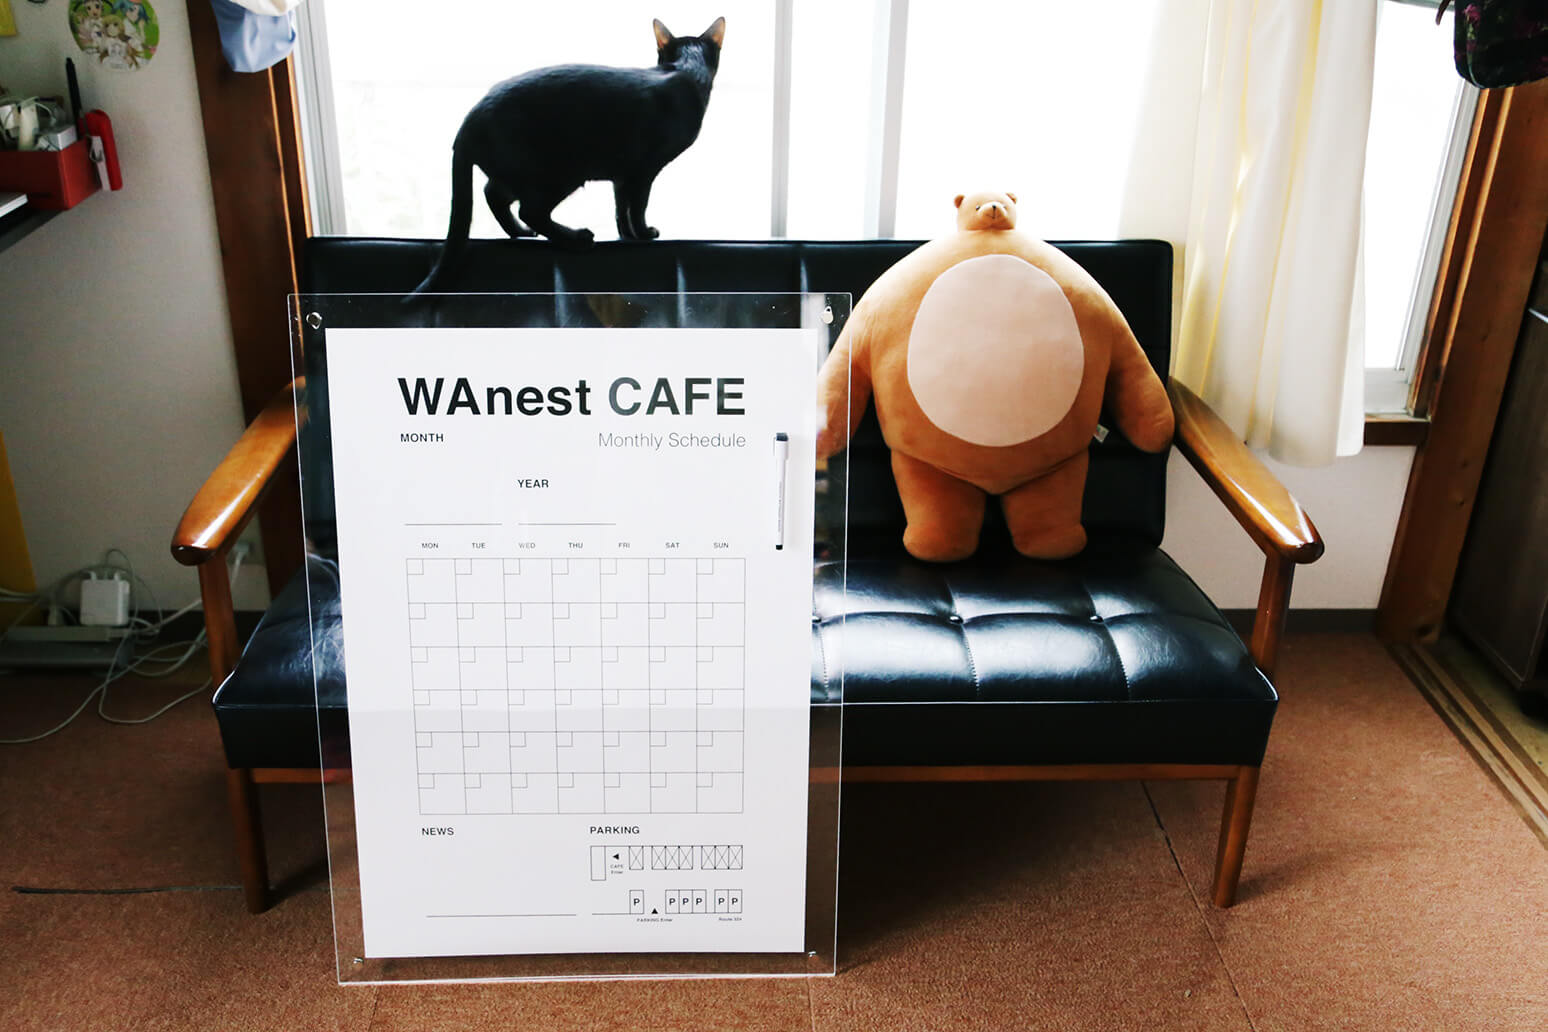 WAnest CAFE
MONTH
Monthly Schedule
YEAR
MON TUE WED THU FRI SAT SUN
NEWS
PARKING
CAFE
Enter
P P P P P P
PARKING Enter
Route 354